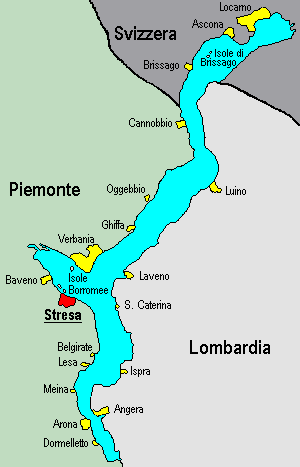 Locarno
Svizzera
Ascona
Isole di
Brissago
Brissago
Cannobbio
Piemonte
Oggebbio
Luino
Ghiffa
Verbania
Isole
Borromee
Baveno
Laveno
Stresa
S. Caterina
Belgirate
Lombardia
Lesa
Ispra
Meina
Angera
Arona
Dormelletto